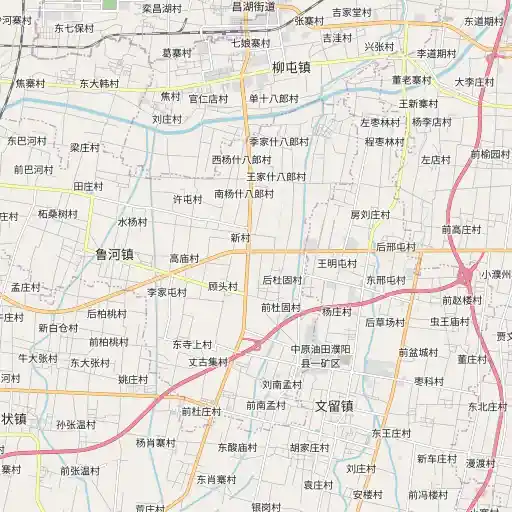 栾昌湖村
昌湖街道
吉家堂村
沙河寨村
东七保村
张寨村
东道期村
七娘寨村
吉洼村
兴张村
李道期村
葛寨村
柳屯镇
董老寨村
焦寨村
东大韩村
大李庄村
焦村
官仁店村
单十八郎村
王新寨村
刘庄村
左枣林村
杨李店村
东巴河村
梁庄村
季家什八郎村
程枣林村
西杨什八郎村
左店村
前榆园村
前巴河村
王家什八郎村
田庄村
南杨什八郎村
许屯村
柘桑树村
水杨村
房刘庄村
前高庄村
新村
后邢屯村
鲁河镇
高庙村
王明屯村
小濮州
孟庄村
李家屯村
顾头村
后杜固村
东邢屯村
前赵楼村
前杜固村
杨庄村
牛庄村
后柏桃村
新白仓村
后草场村
虫王庙村
前柏桃村
东寺上村
中原油田濮阳
县一矿区
前盆城村
牛大张村
东大张村
丈古集村
董庄村
河村
姚庄村
刘南孟村
枣科村
前南孟村
文留镇
东北庄村
状镇
前杜庄村
孙张温村
东王庄村
杨肖寨村
东酸庙村
胡家庄村
新车庄村
寨村
前张温村
刘庄村
漫渡村
东肖寨村
袁庄村
安楼村
前冯楼村
荒庄村
银岗村